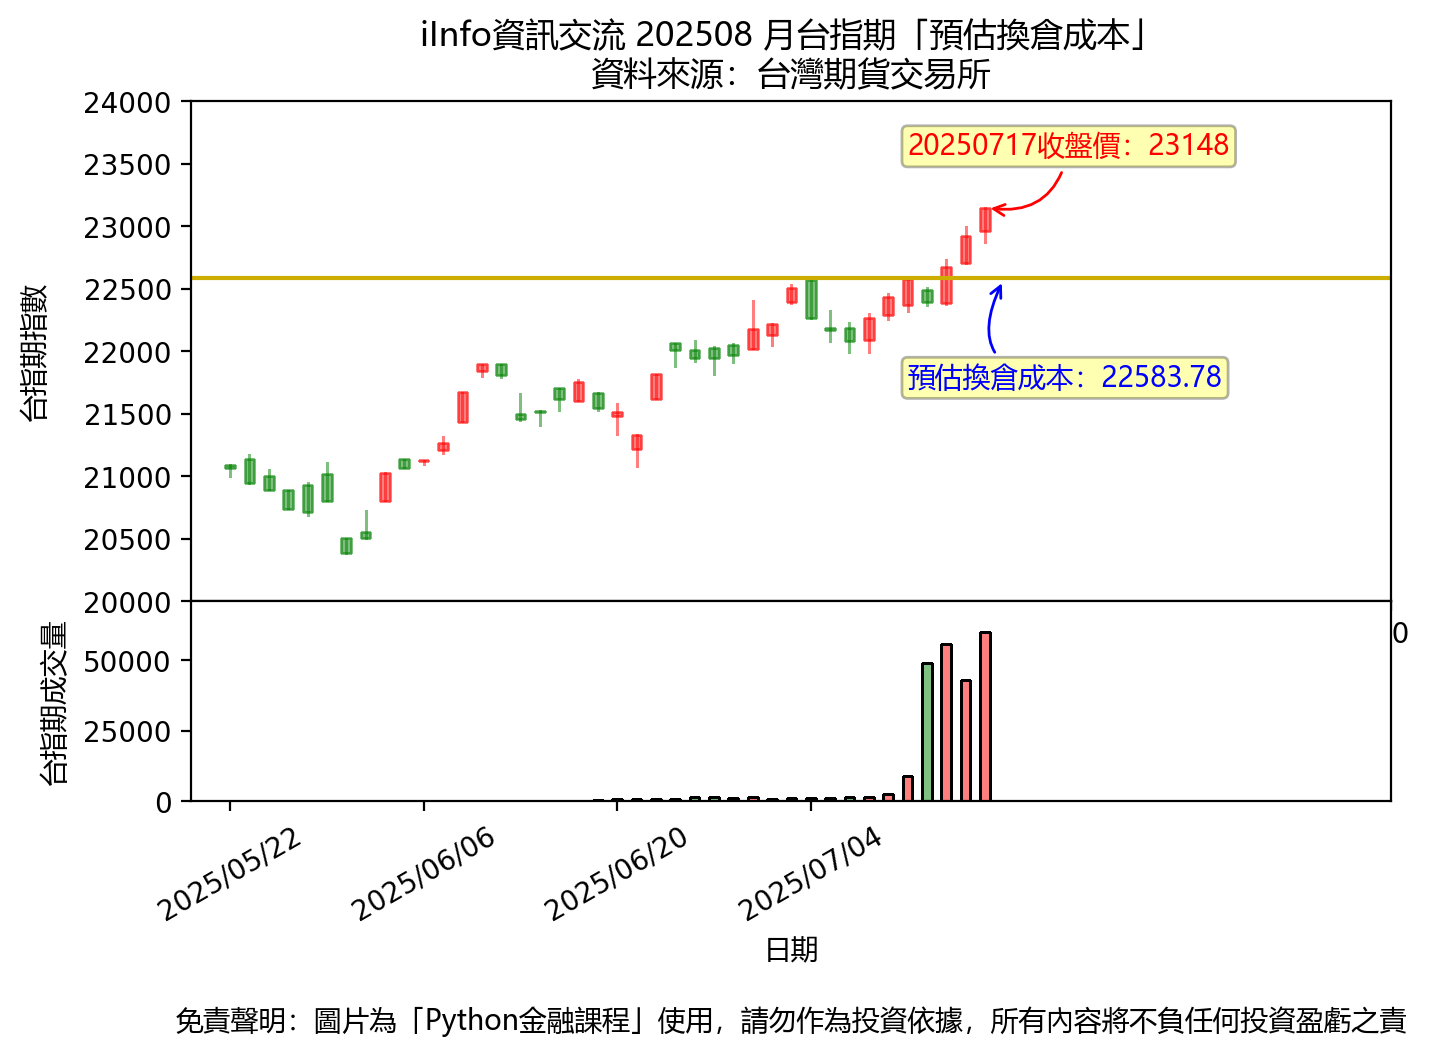 iInfo資訊交流 202508 月台指期「預估換倉成本」
資料來源：台灣期貨交易所
24000
23500
23000
22500
22000
21500
21000
20500
20000
台指期指數
20250717收盤價：23148
預估換倉成本：22583.78
0
50000
25000
0
台指期成交量
2025/05/22
2025/06/06
2025/06/20
2025/07/04
日期
免責聲明：圖片為「Python金融課程」使用，請勿作為投資依據，所有內容將不負任何投資盈虧之責